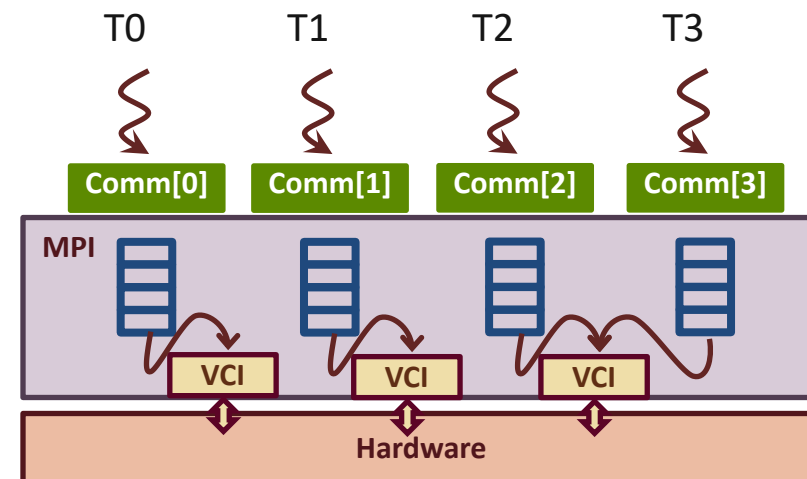 T0 T1 T2 T3
Comm[0] Comm[1] Comm[2] Comm[3]
MPI
VCI VCI VCI
Hardware